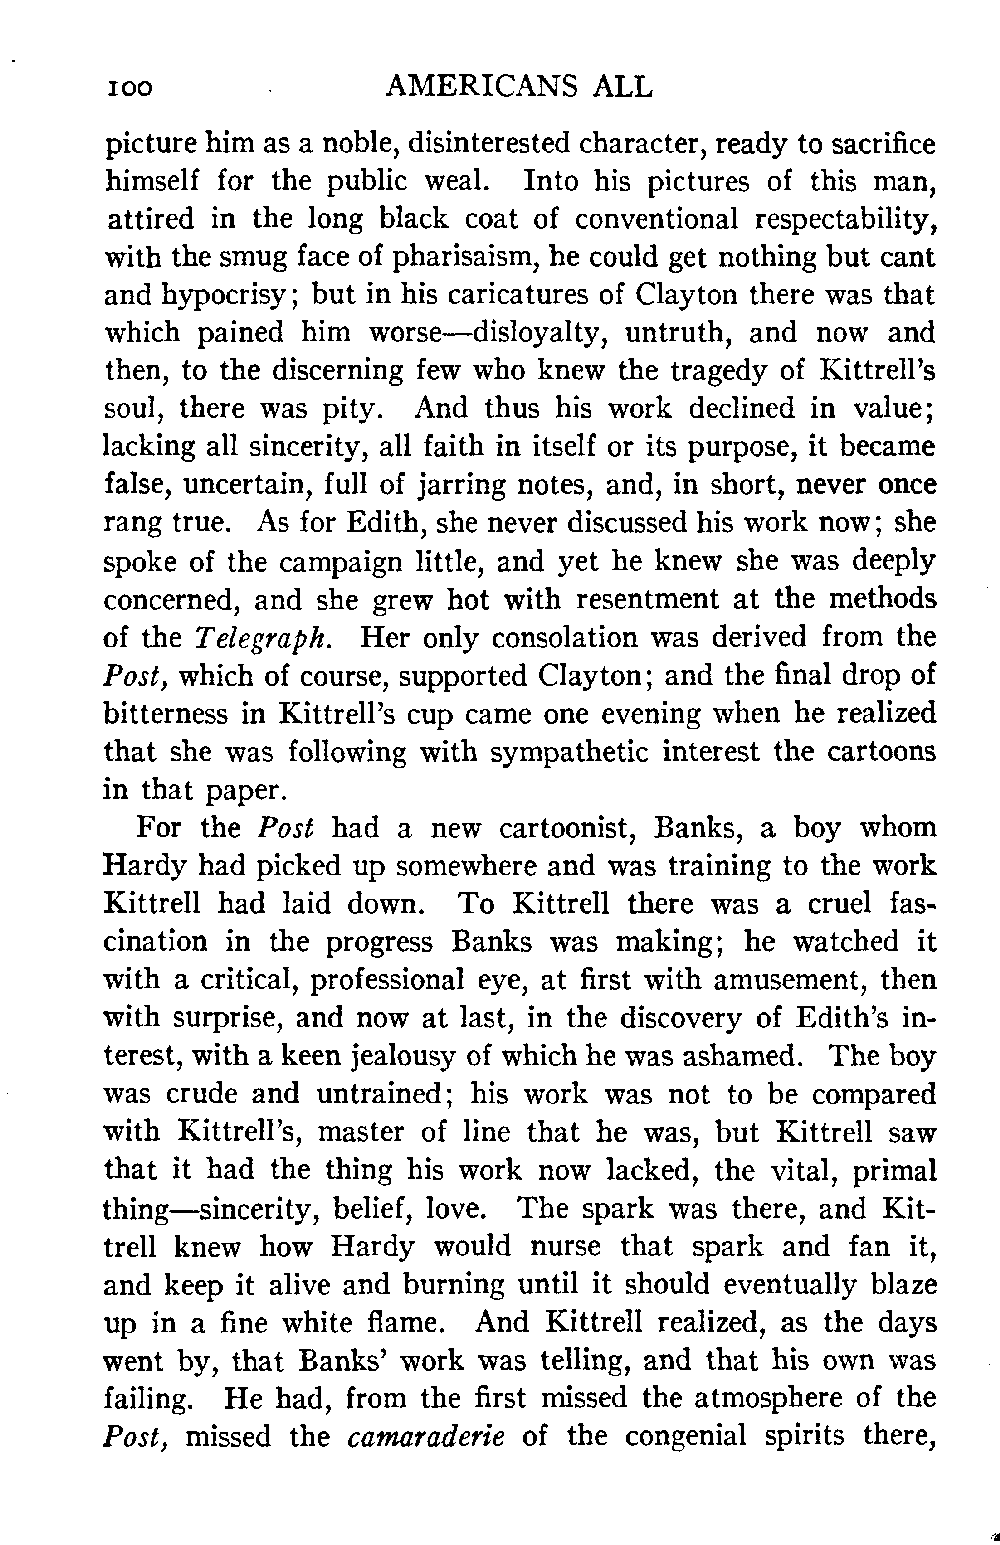 100 AMERICANS ALL
picture him as a noble, disinterested character, ready to sacrifice
himself for the public weal. Into his pictures of this man,
attired in the long black coat of conventional respectability,
with the smug face of pharisaism, he could get nothing but cant
and hypocrisy; but in his caricatures of Clayton there was that
which pained him worse—disloyalty, untruth, and now and
then, to the discerning few who knew the tragedy of Kittrell's
soul, there was pity. And thus his work declined in value;
lacking all sincerity, all faith in itself or its purpose, it became
false, uncertain, full of jarring notes, and, in short, never once
rang true. As for Edith, she never discussed his work now; she
spoke of the campaign little, and yet he knew she was deeply
concerned, and she grew hot with resentment at the methods
of the Telegraph. Her only consolation was derived from the
Post, which of course, supported Clayton; and the final drop of
bitterness in Kittrell's cup came one evening when he realized
that she was following with sympathetic interest the cartoons
in that paper.
For the Post had a new cartoonist, Banks, a boy whom
Hardy had picked up somewhere and was training to the work
Kittrell had laid down. To Kittrell there was a cruel fas-
cination in the progress Banks was making; he watched it
with a critical, professional eye, at first with amusement, then
with surprise, and now at last, in the discovery of Edith's in-
terest, with a keen jealousy of which he was ashamed. The boy
was crude and untrained; his work was not to be compared
with Kittrell's, master of line that he was, but Kittrell saw
that it had the thing his work now lacked, the vital, primal
thing—sincerity, belief, love. The spark was there, and Kit-
trell knew how Hardy would nurse that spark and fan it,
and keep it alive and burning until it should eventually blaze
up in a fine white flame. And Kittrell realized, as the days
went by, that Banks' work was telling, and that his own was
failing. He had, from the first missed the atmosphere of the
Post, missed the camaraderie of the congenial spirits there,